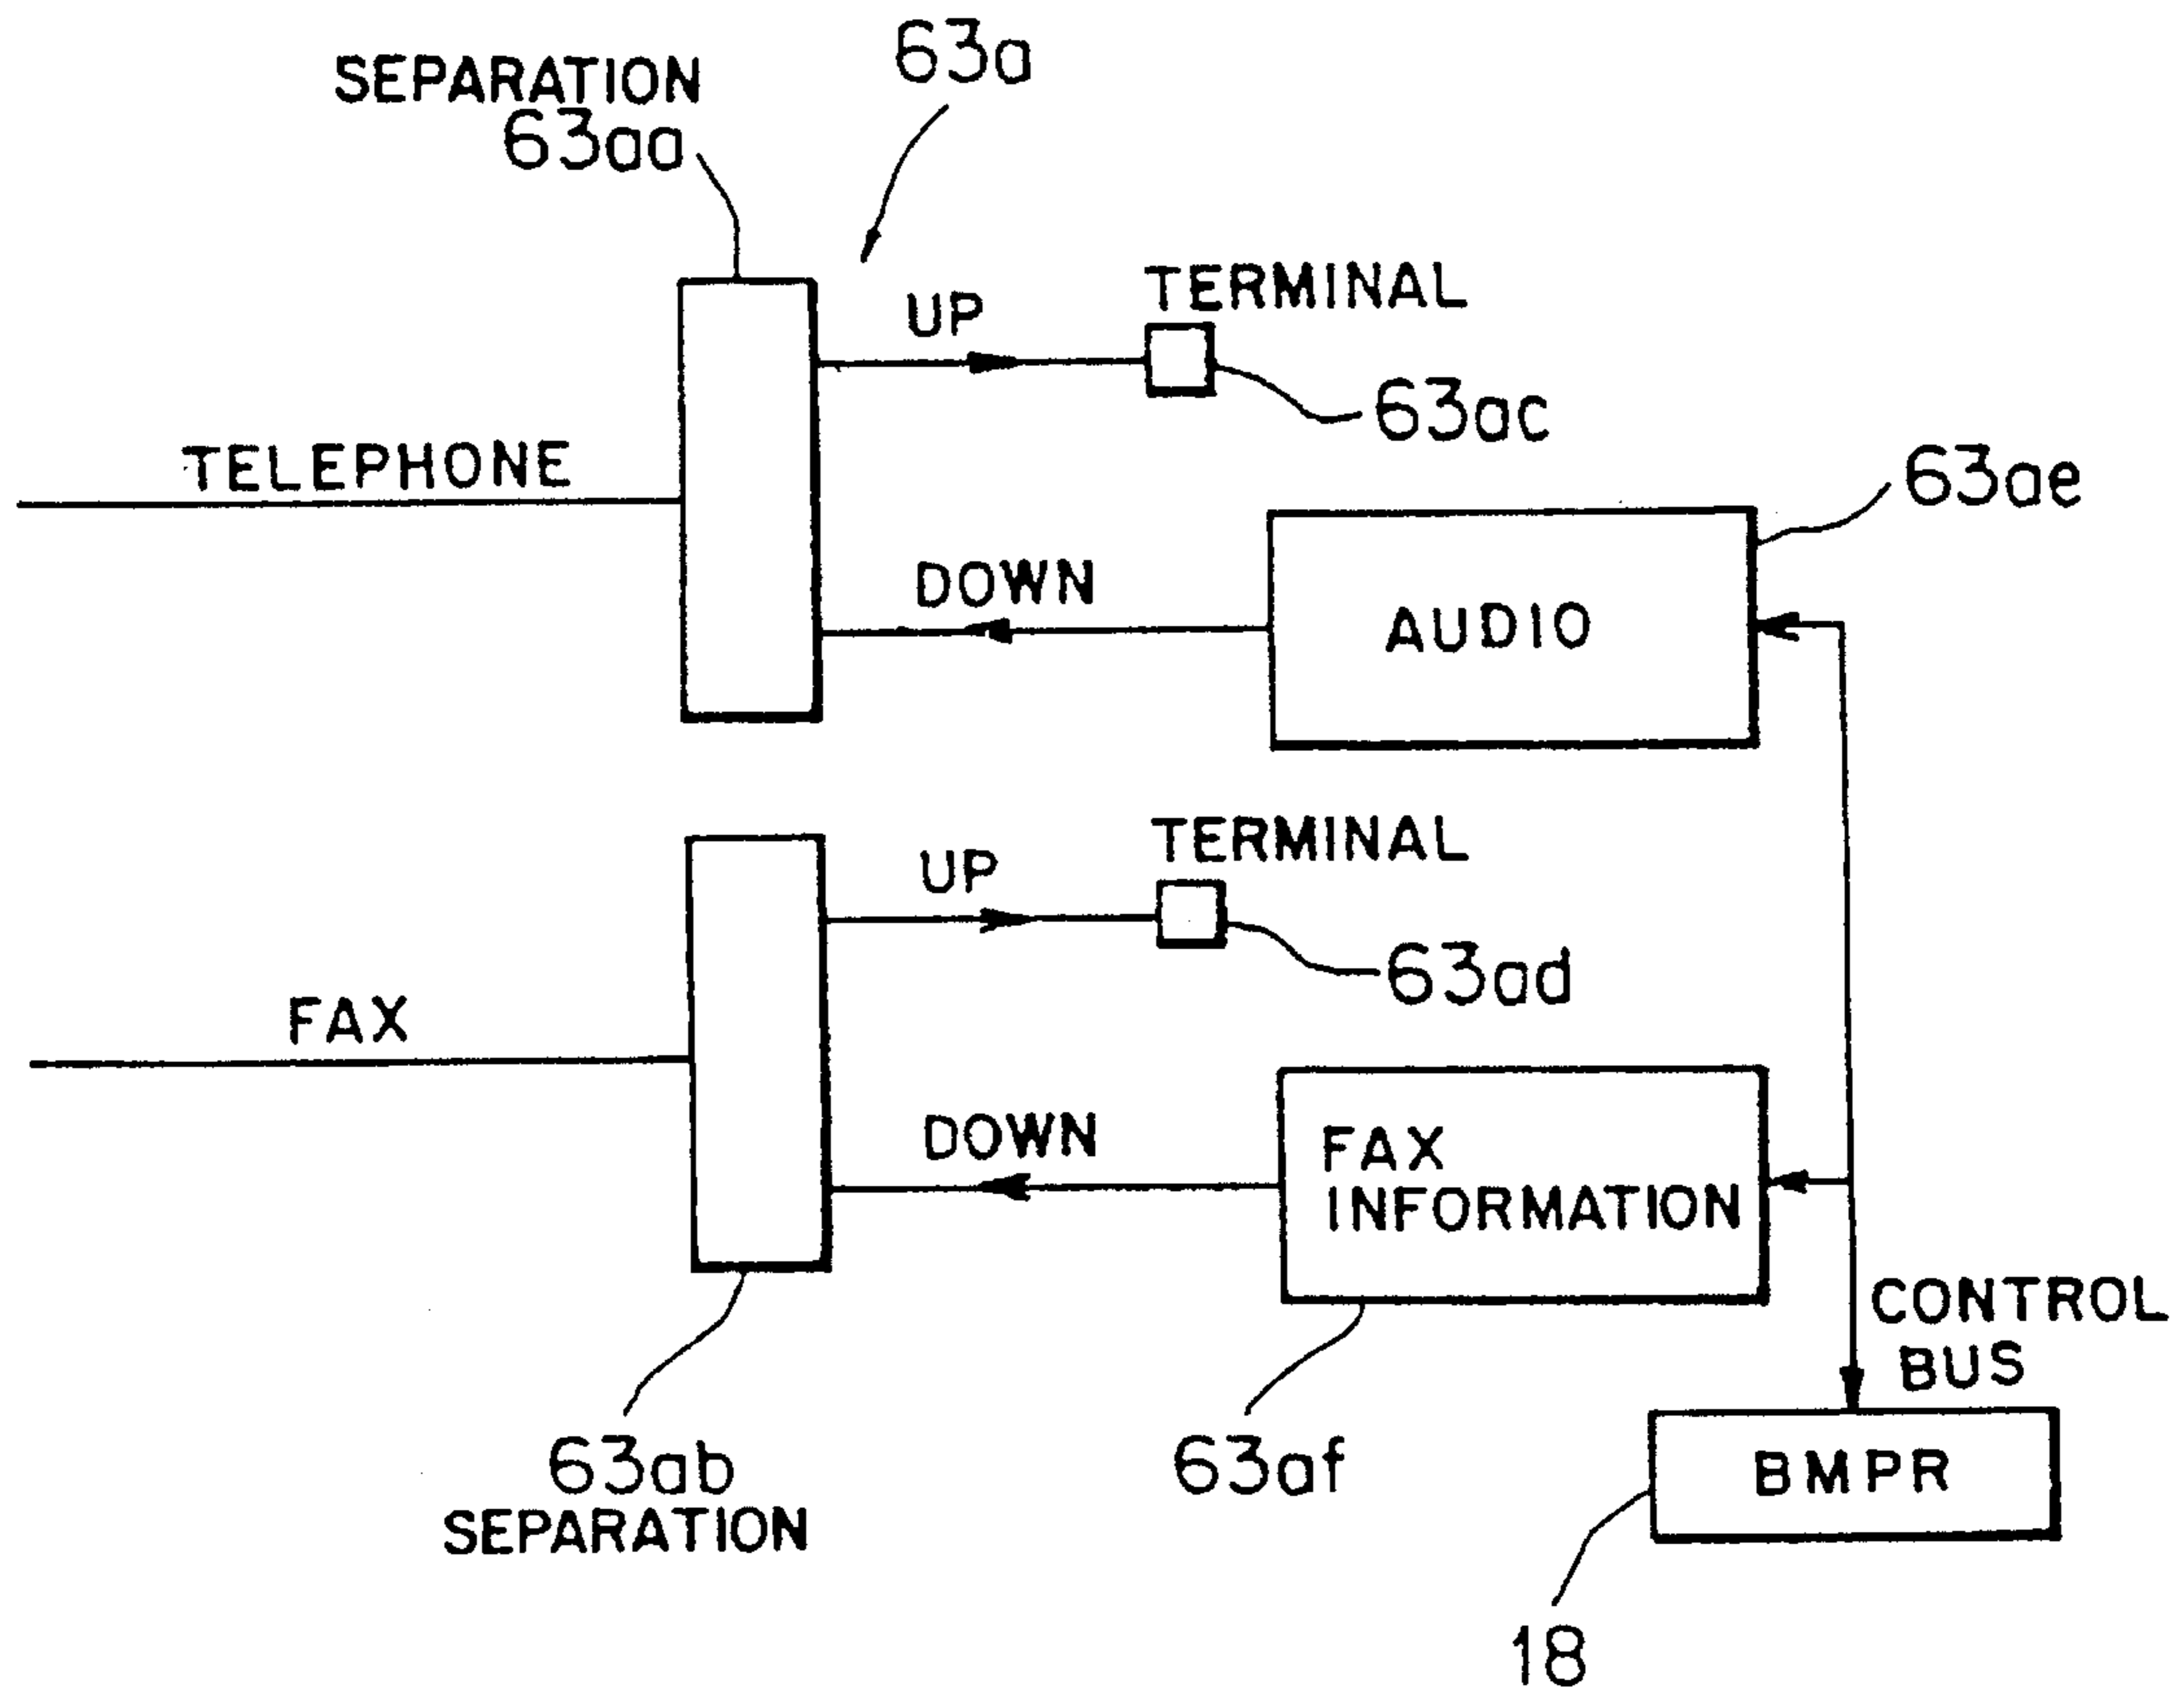 63a
SEPARATION
63aa
UP
TERMINAL
63ac
TELEPHONE
63ae
DOWN
AUDIO
UP
TERMINAL
63ad
FAX
DOWN
FAX
INFORMATION
CONTROL
BUS
63ab
SEPARATION
63af
BMPR
18